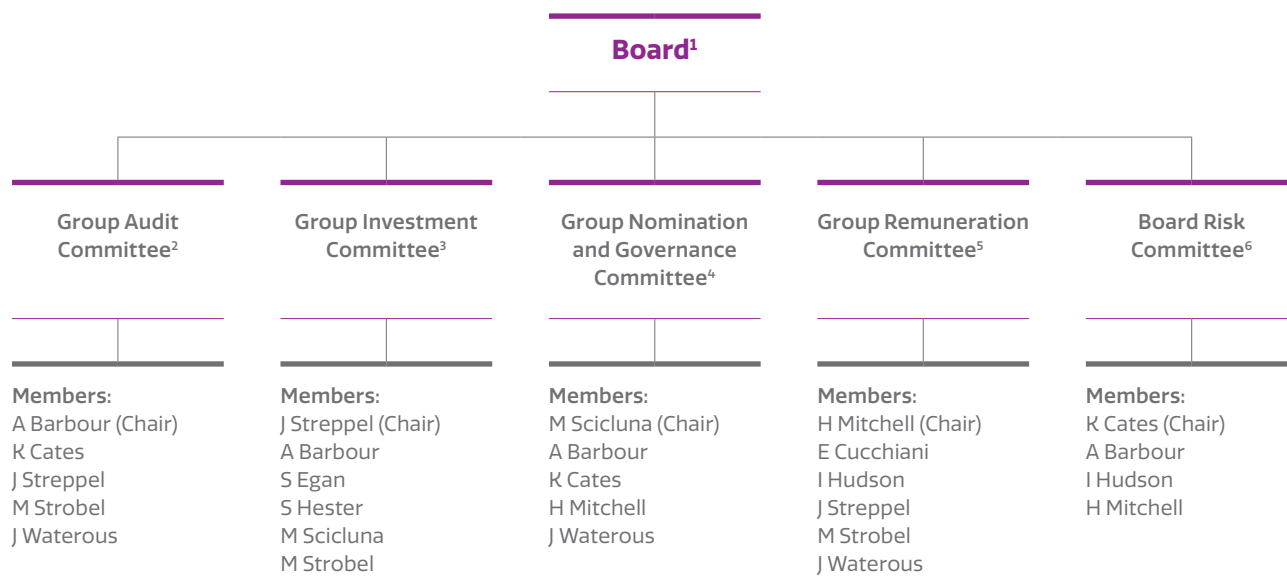 Board¹
Group Audit
Committee²
Members:
A Barbour (Chair)
K Cates
J Streppel
M Strobel
J Waterous
Group Investment
Committee³
Members:
J Streppel (Chair)
A Barbour
S Egan
S Hester
M Scicluna
M Strobel
Group Nomination
and Governance
Committee⁴
Members:
M Scicluna (Chair)
A Barbour
K Cates
H Mitchell
J Waterous
Group Remuneration
Committee⁵
Members:
H Mitchell (Chair)
E Cucchiani
I Hudson
J Streppel
M Strobel
J Waterous
Board Risk
Committee⁶
Members:
K Cates (Chair)
A Barbour
I Hudson
H Mitchell